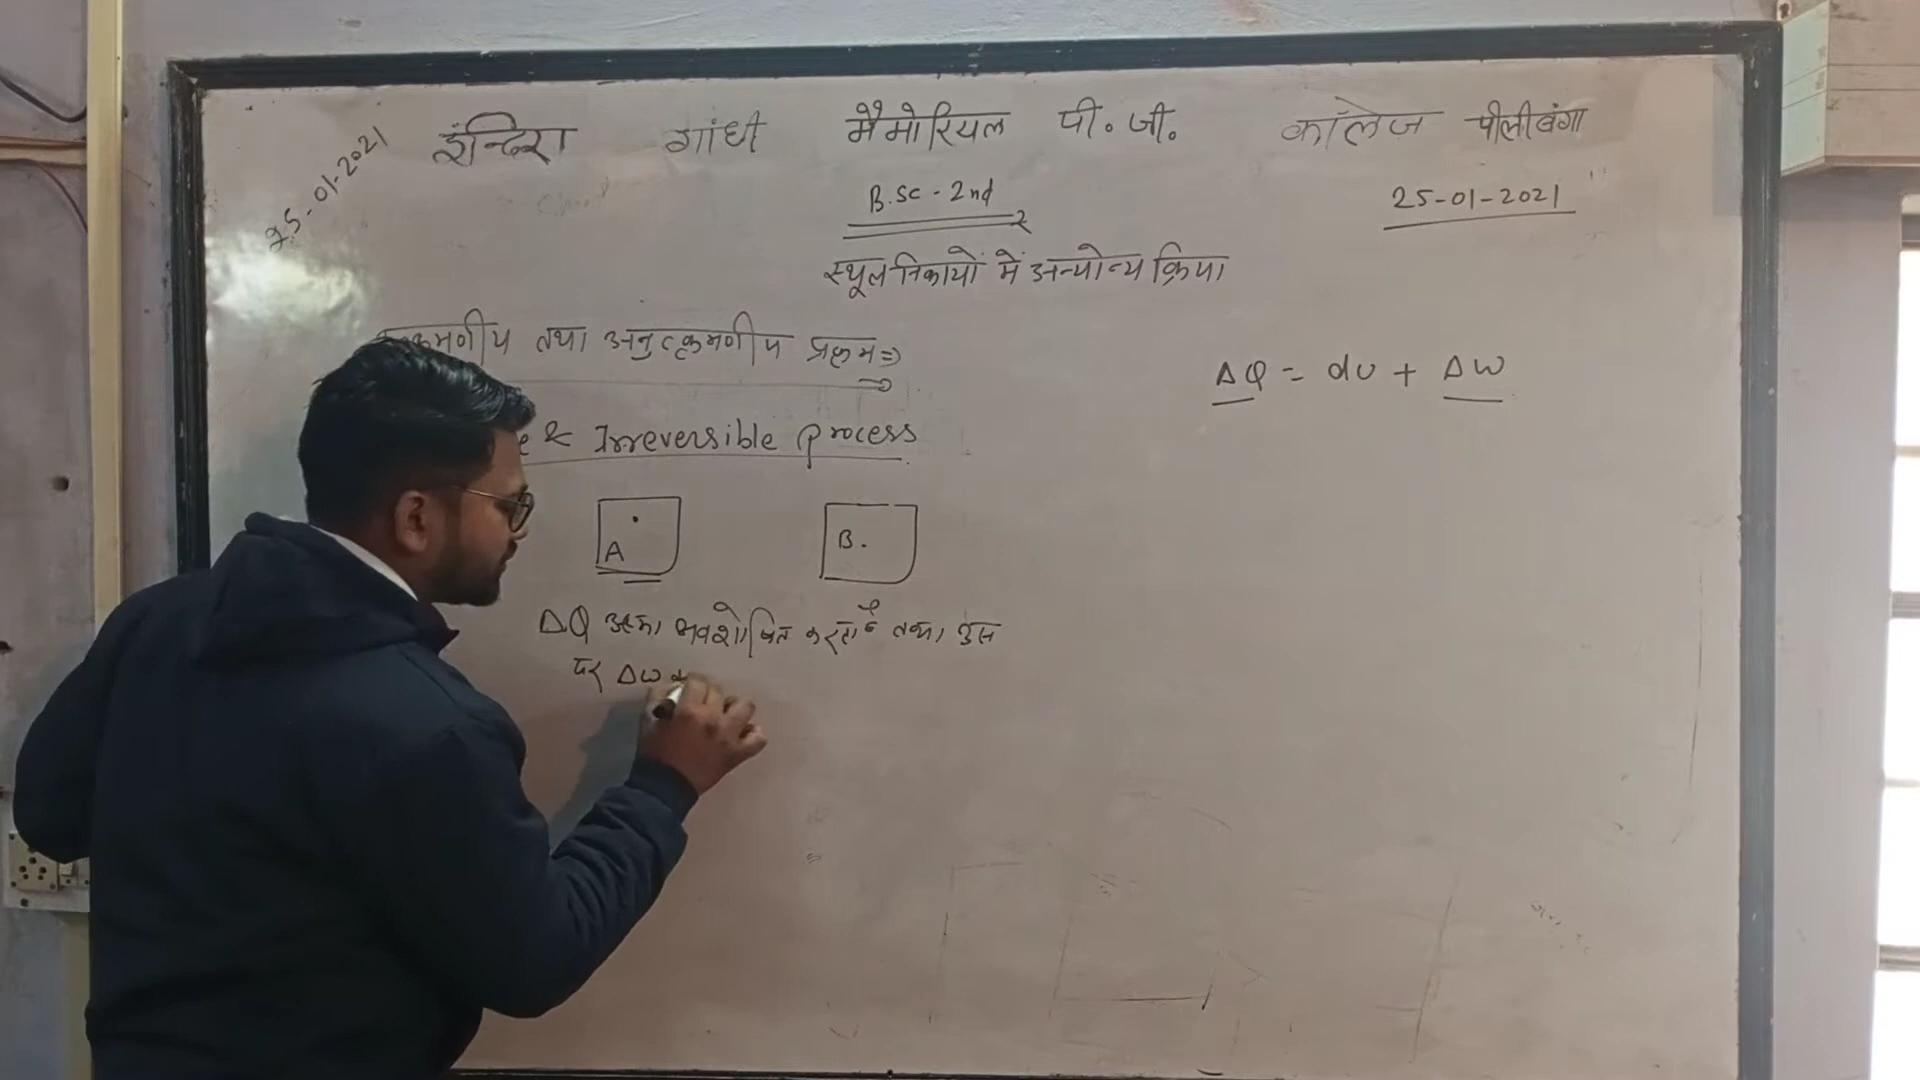 इन्दिरा गांधी मैमोरियल पी. जी. कॉलेज पीलीबंगा
25-01-2021
B.Sc - 2nd
25-01-2021
स्थूल निकायों में अन्योन्य क्रिया
तथा अनुत्क्रमणीय प्रक्रम ⇒
ΔQ = dU + ΔW
& Irreversible Process
A
B.
ΔQ ऊष्मा अवशोषित करता है तथा उस
पर ΔW